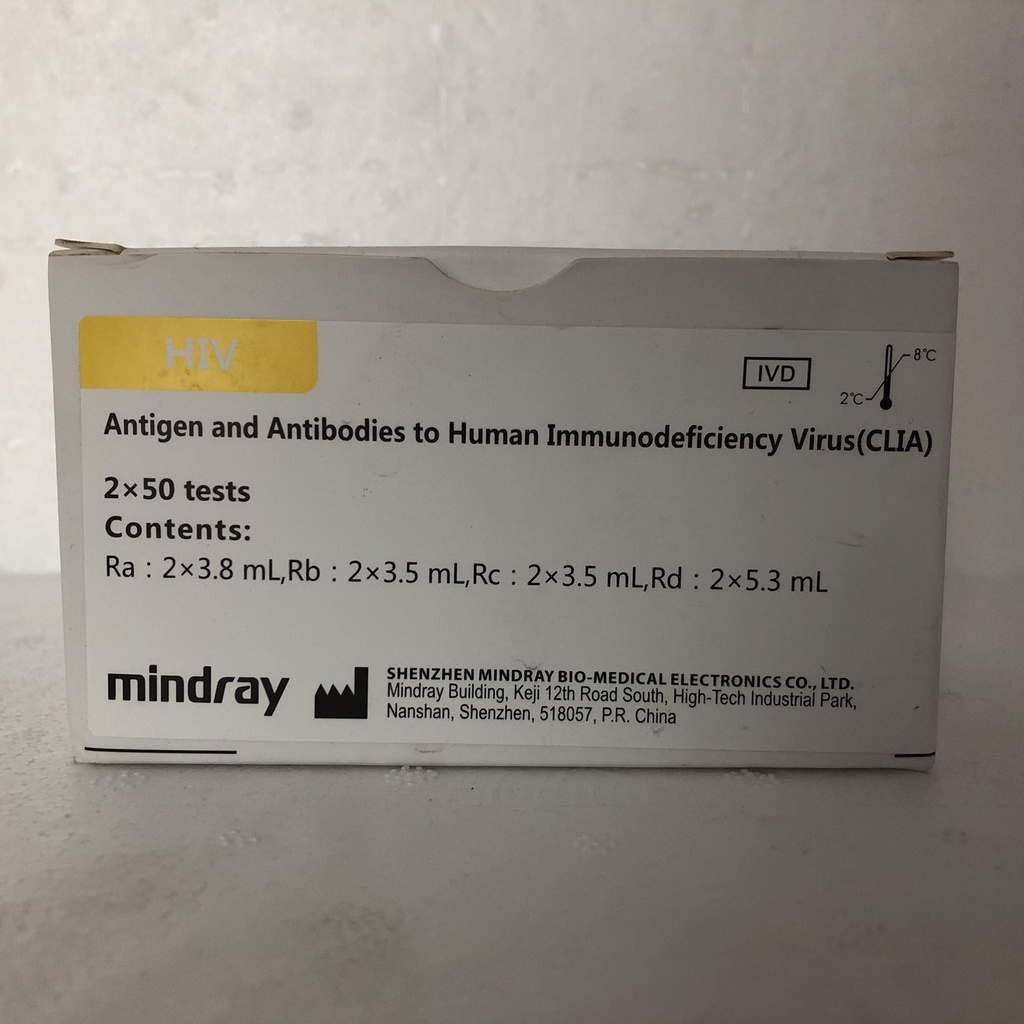 HIV
IVD
8°C
2°C
Antigen and Antibodies to Human Immunodeficiency Virus(CLIA)
2×50 tests
Contents:
Ra : 2×3.8 mL,Rb : 2×3.5 mL,Rc : 2×3.5 mL,Rd : 2×5.3 mL
mindray
SHENZHEN MINDRAY BIO-MEDICAL ELECTRONICS CO., LTD.
Mindray Building, Keji 12th Road South, High-Tech Industrial Park,
Nanshan, Shenzhen, 518057, P.R. China